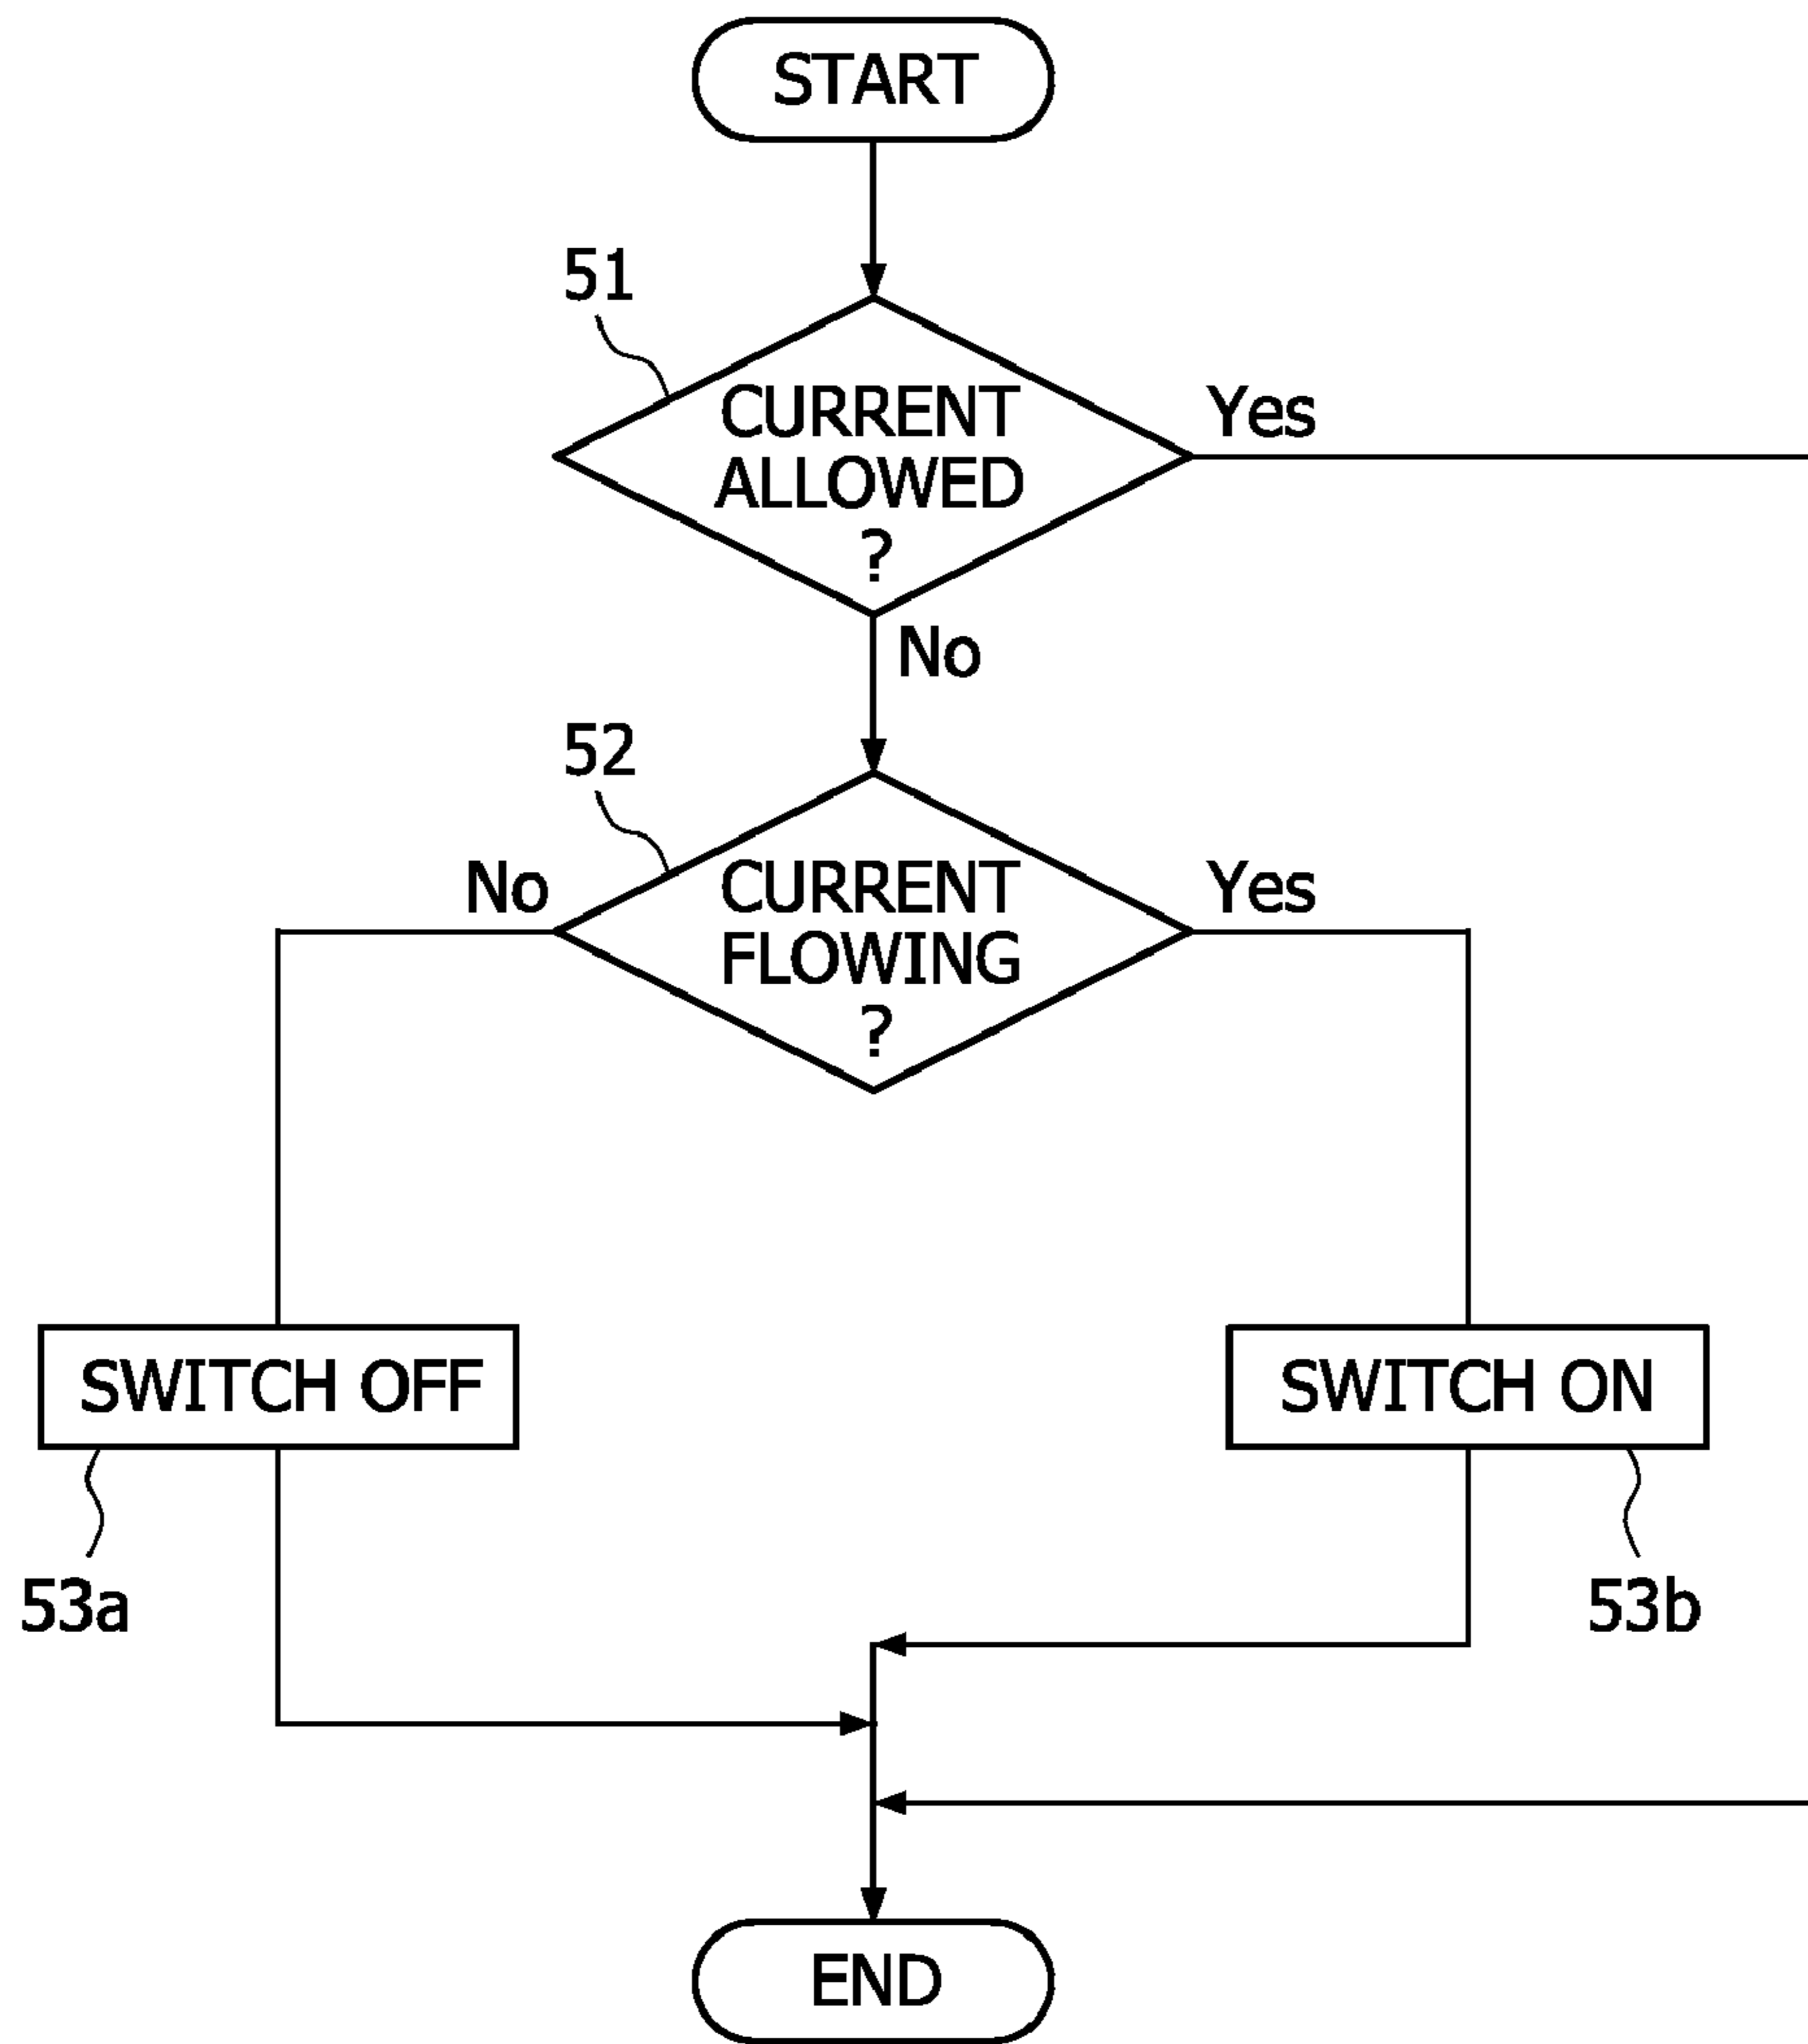 START
51
CURRENT
ALLOWED
?
Yes
No
52
No
CURRENT
FLOWING
?
Yes
SWITCH OFF
SWITCH ON
53a
53b
END